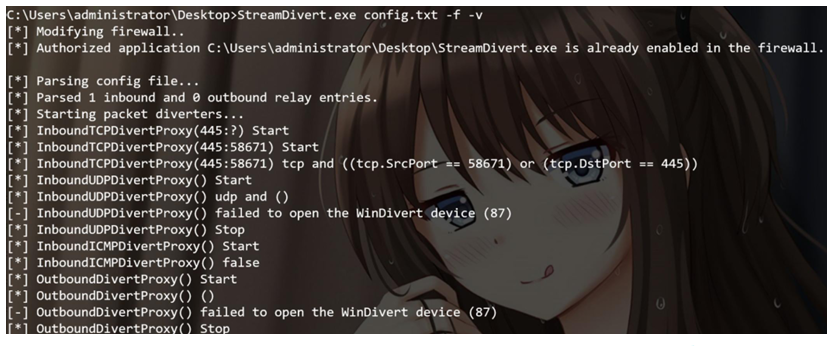 C:\Users\administrator\Desktop>StreamDivert.exe config.txt -f -v
[*] Modifying firewall..
[*] Authorized application C:\Users\administrator\Desktop\StreamDivert.exe is already enabled in the firewall.
[*] Parsing config file...
[*] Parsed 1 inbound and 0 outbound relay entries.
[*] Starting packet diverters...
[*] InboundTCPDivertProxy(445:?) Start
[*] InboundTCPDivertProxy(445:58671) Start
[*] InboundTCPDivertProxy(445:58671) tcp and ((tcp.SrcPort == 58671) or (tcp.DstPort == 445))
[*] InboundUDPDivertProxy() Start
[*] InboundUDPDivertProxy() udp and ()
[-] InboundUDPDivertProxy() failed to open the WinDivert device (87)
[*] InboundUDPDivertProxy() Stop
[*] InboundICMPDivertProxy() Start
[*] InboundICMPDivertProxy() false
[*] OutboundDivertProxy() Start
[*] OutboundDivertProxy() ()
[-] OutboundDivertProxy() failed to open the WinDivert device (87)
[*] OutboundDivertProxy() Stop